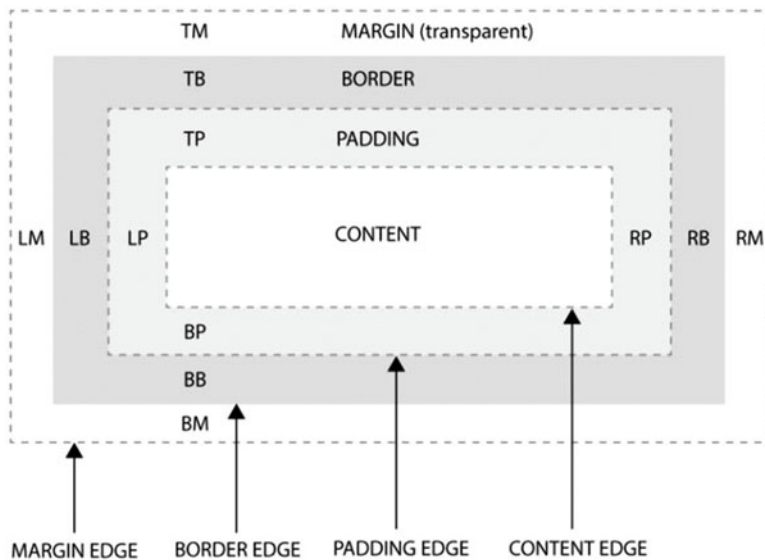 TM MARGIN (transparent)
TB BORDER
TP PADDING
LM LB LP CONTENT RP RB RM
BP
BB
BM
MARGIN EDGE BORDER EDGE PADDING EDGE CONTENT EDGE